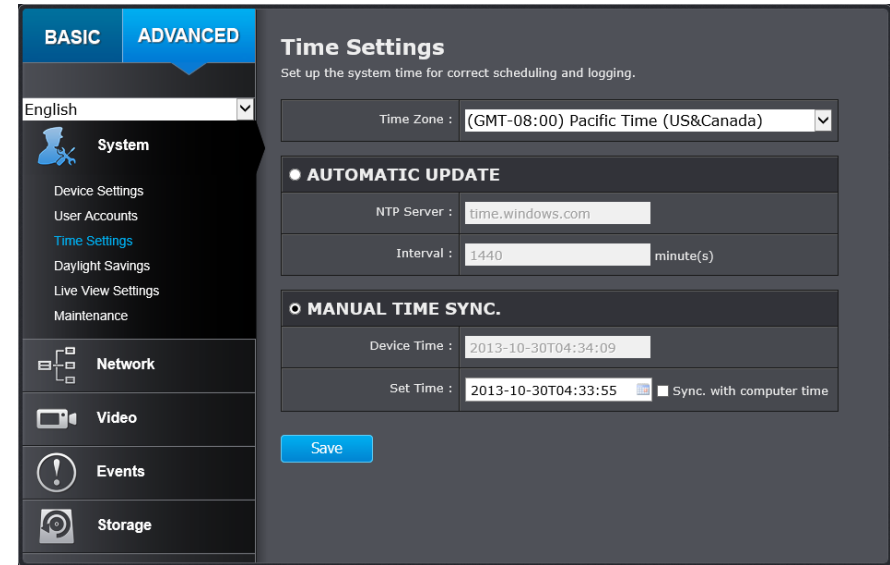 BASIC
ADVANCED
English
System
Device Settings
User Accounts
Time Settings
Daylight Savings
Live View Settings
Maintenance
Network
Video
Events
Storage
Time Settings
Set up the system time for correct scheduling and logging.
Time Zone : (GMT-08:00) Pacific Time (US&Canada)
AUTOMATIC UPDATE
NTP Server : time.windows.com
Interval : 1440 minute(s)
MANUAL TIME SYNC.
Device Time : 2013-10-30T04:34:09
Set Time : 2013-10-30T04:33:55 Sync. with computer time
Save